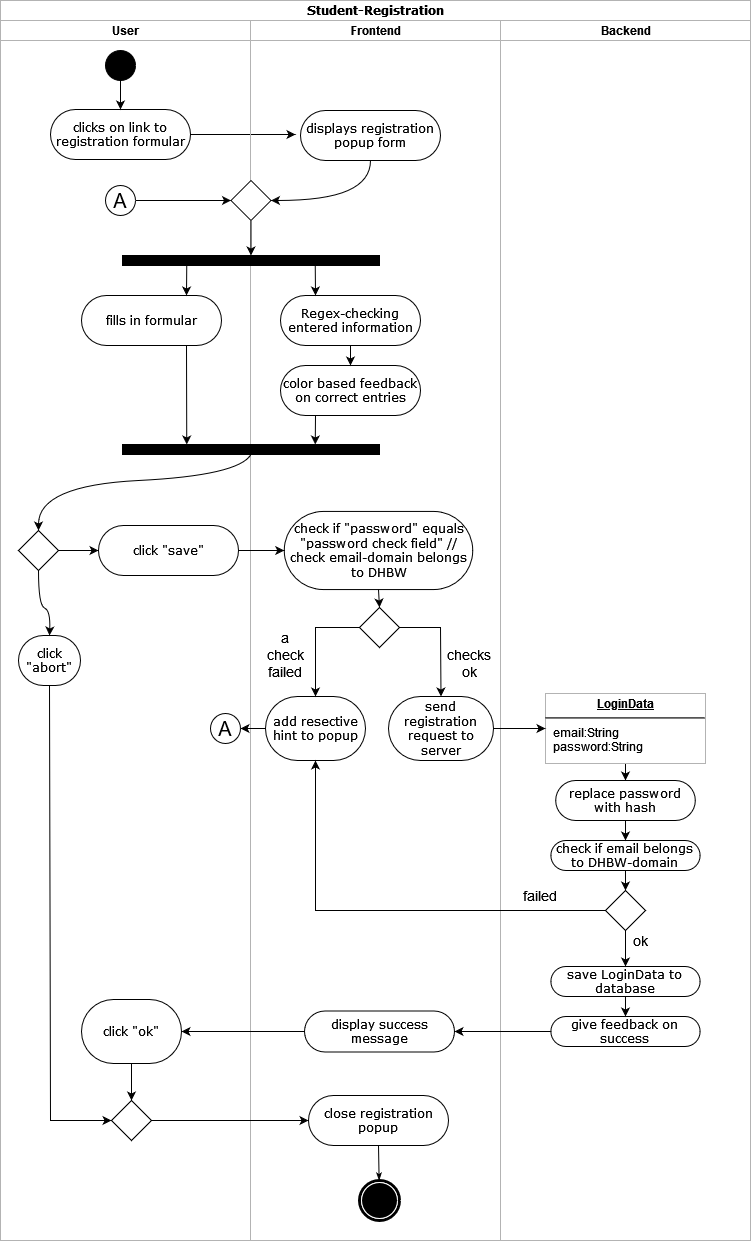 Student-Registration
User
Frontend
Backend
clicks on link to
registration formular
displays registration
popup form
A
fills in formular
Regex-checking
entered information
color based feedback
on correct entries
click "save"
check if "password" equals
"password check field" //
check email-domain belongs
to DHBW
click
"abort"
a
check
failed
checks
ok
A
add resective
hint to popup
send
registration
request to
server
LoginData
email:String
password:String
replace password
with hash
check if email belongs
to DHBW-domain
failed
ok
save LoginData to
database
give feedback on
success
display success
message
click "ok"
close registration
popup